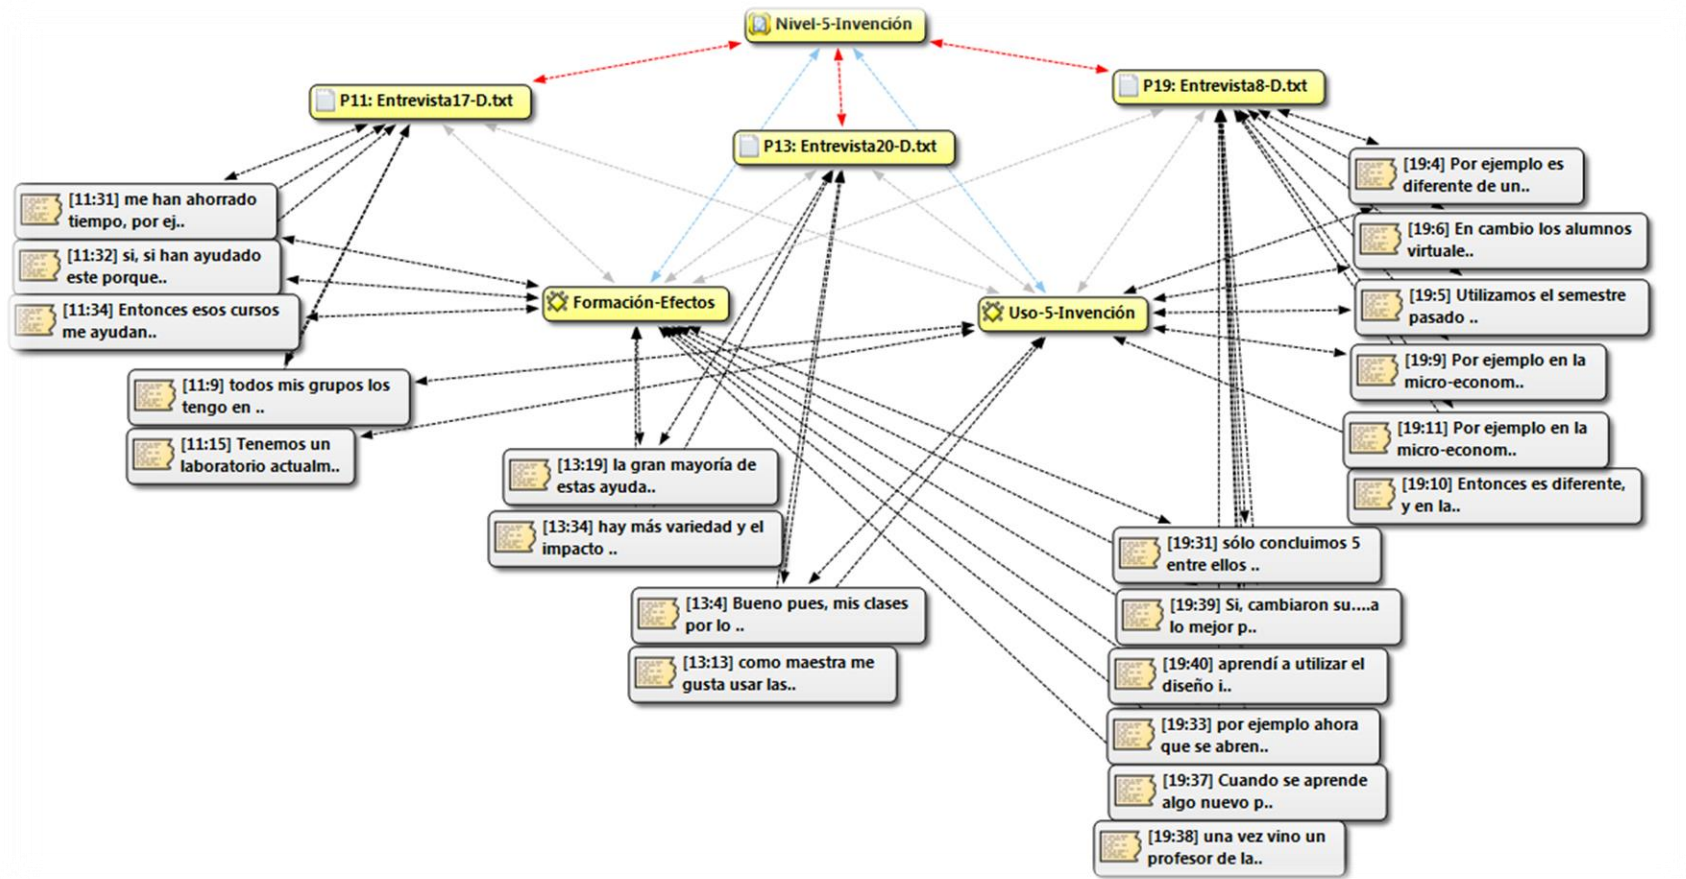 Nivel-5-Invención
P11: Entrevista17-D.txt
P13: Entrevista20-D.txt
P19: Entrevista8-D.txt
[11:31] me han ahorrado
tiempo, por ej..
[11:32] si, si han ayudado
este porque..
[11:34] Entonces esos cursos
me ayudan..
[11:9] todos mis grupos los
tengo en ..
[11:15] Tenemos un
laboratorio actualm..
Formación-Efectos
Uso-5-Invención
[13:19] la gran mayoría de
estas ayuda..
[13:34] hay más variedad y el
impacto ..
[13:4] Bueno pues, mis clases
por lo ..
[13:13] como maestra me
gusta usar las..
[19:4] Por ejemplo es
diferente de un..
[19:6] En cambio los alumnos
virtuale..
[19:5] Utilizamos el semestre
pasado ..
[19:9] Por ejemplo en la
micro-econom..
[19:11] Por ejemplo en la
micro-econom..
[19:10] Entonces es diferente,
y en la..
[19:31] sólo concluimos 5
entre ellos ..
[19:39] Si, cambiaron su....a
lo mejor p..
[19:40] aprendí a utilizar el
diseño i..
[19:33] por ejemplo ahora
que se abren..
[19:37] Cuando se aprende
algo nuevo p..
[19:38] una vez vino un
profesor de la..